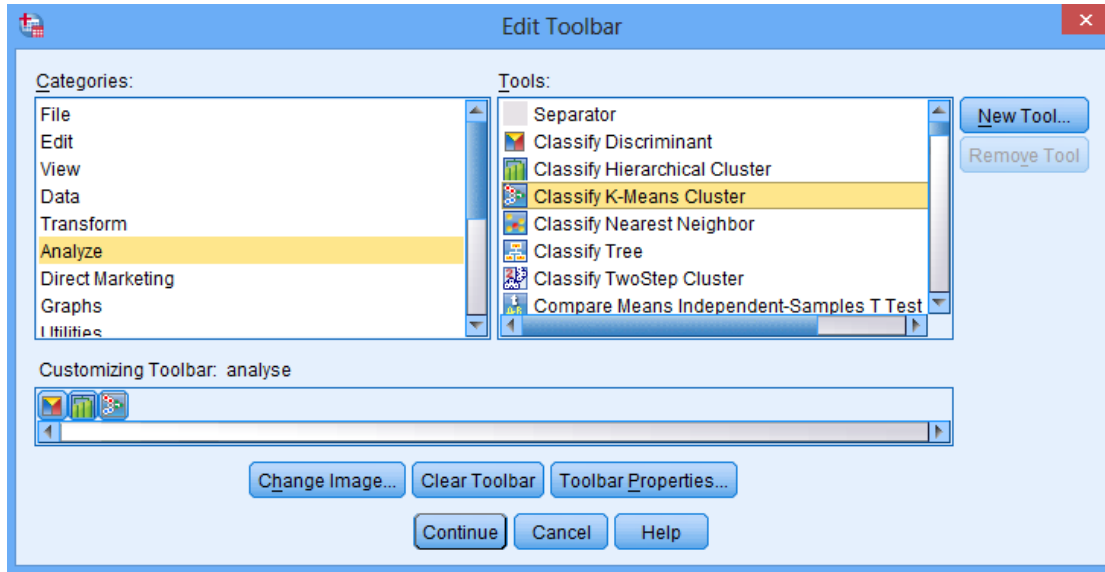 Edit Toolbar
Categories:
File
Edit
View
Data
Transform
Analyze
Direct Marketing
Graphs
Utilities
Tools:
Separator
Classify Discriminant
Classify Hierarchical Cluster
Classify K-Means Cluster
Classify Nearest Neighbor
Classify Tree
Classify TwoStep Cluster
Compare Means Independent-Samples T Test
New Tool...
Remove Tool
Customizing Toolbar: analyse
Change Image...
Clear Toolbar
Toolbar Properties...
Continue
Cancel
Help